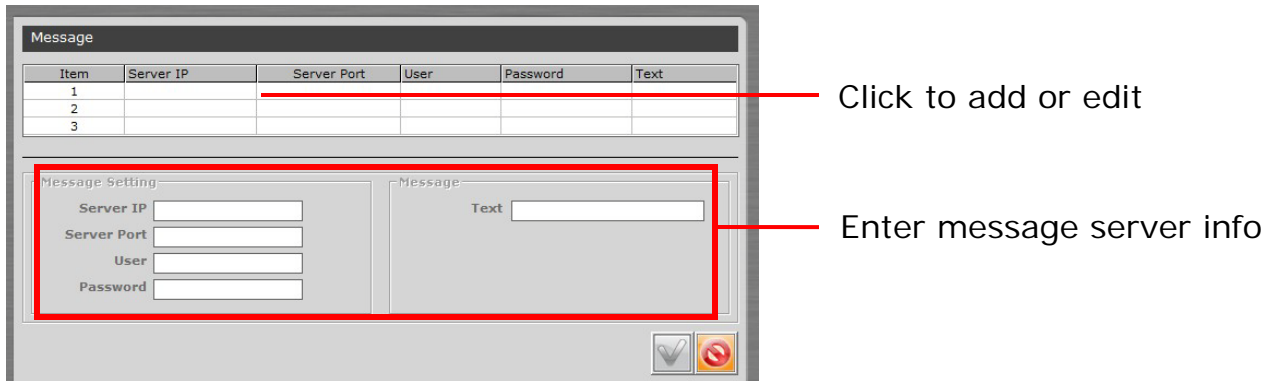 Message
Item Server IP Server Port User Password Text
1
Click to add or edit
2
3
Message Setting
Message
Server IP
Text
Server Port
Enter message server info
User
Password